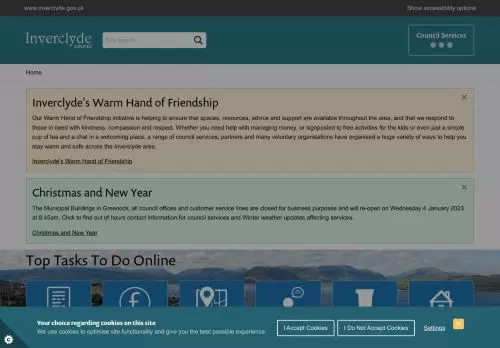 www.inverclyde.gov.uk
Show accessibility options
Inverclyde
council
Council Services
Home
Inverclyde's Warm Hand of Friendship
Our Warm Hand of Friendship initiative is helping to ensure that spaces, resources, advice and support are available throughout the area, and that we respond to
those in need with kindness, compassion and respect. Whether you need help with managing money, or signposted to free activities for the kids or even just a simple
cup of tea and a chat in a welcoming place, a range of council services, partners and many voluntary organisations have organised a huge variety of ways to help you
stay warm and safe across the Inverclyde area.
Inverclyde's Warm Hand of Friendship
Christmas and New Year
The Municipal Buildings in Greenock, all council offices and customer service lines are closed for business purposes and will re-open on Wednesday 4 January 2023
at 8:45am. Click to find out of hours contact information for council services and Winter weather updates affecting services.
Christmas and New Year
Top Tasks To Do Online
Your choice regarding cookies on this site
We use cookies to optimise site functionality and give you the best possible experience.
I Accept Cookies
I Do Not Accept Cookies
Settings